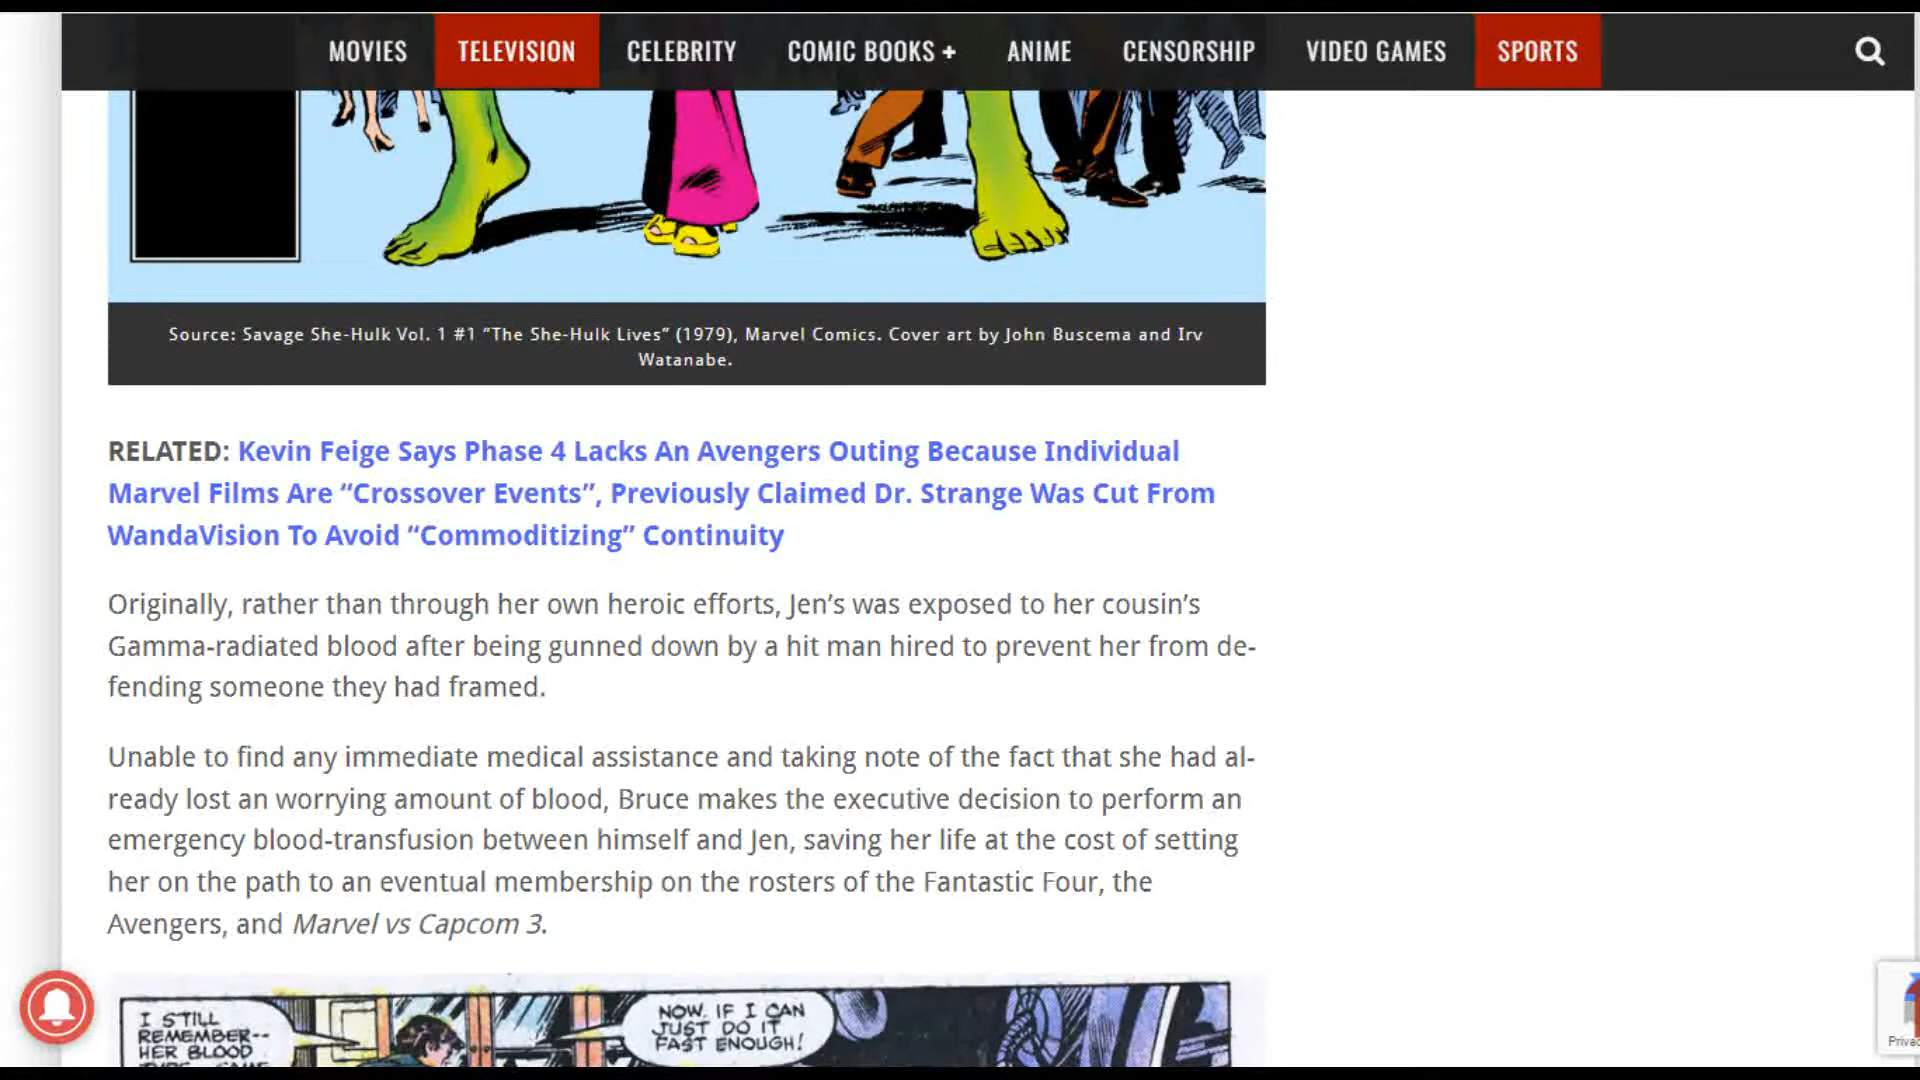 MOVIES TELEVISION CELEBRITY COMIC BOOKS + ANIME CENSORSHIP VIDEO GAMES SPORTS
Source: Savage She-Hulk Vol. 1 #1 “The She-Hulk Lives” (1979), Marvel Comics. Cover art by John Buscema and Irv
Watanabe.
RELATED: Kevin Feige Says Phase 4 Lacks An Avengers Outing Because Individual
Marvel Films Are “Crossover Events”, Previously Claimed Dr. Strange Was Cut From
WandaVision To Avoid “Commoditizing” Continuity
Originally, rather than through her own heroic efforts, Jen’s was exposed to her cousin’s
Gamma-radiated blood after being gunned down by a hit man hired to prevent her from de-
fending someone they had framed.
Unable to find any immediate medical assistance and taking note of the fact that she had al-
ready lost an worrying amount of blood, Bruce makes the executive decision to perform an
emergency blood-transfusion between himself and Jen, saving her life at the cost of setting
her on the path to an eventual membership on the rosters of the Fantastic Four, the
Avengers, and Marvel vs Capcom 3.
I STILL
REMEMBER--
HER BLOOD
NOW, IF I CAN
JUST DO IT
FAST ENOUGH!